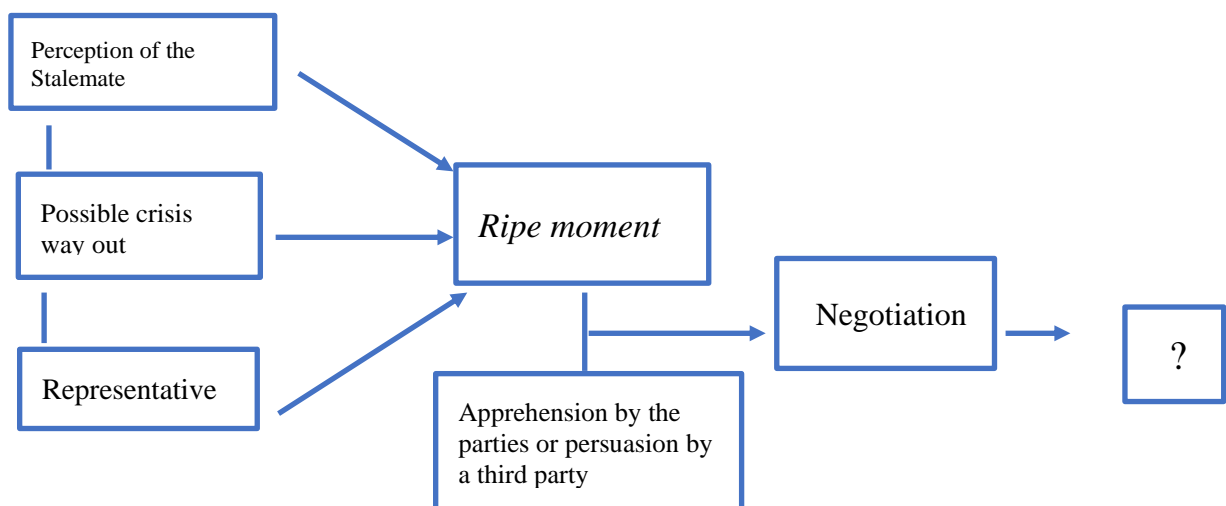 Perception of the
Stalemate
Possible crisis
way out
Representative
Ripe moment
Apprehension by the
parties or persuasion by
a third party
Negotiation
?